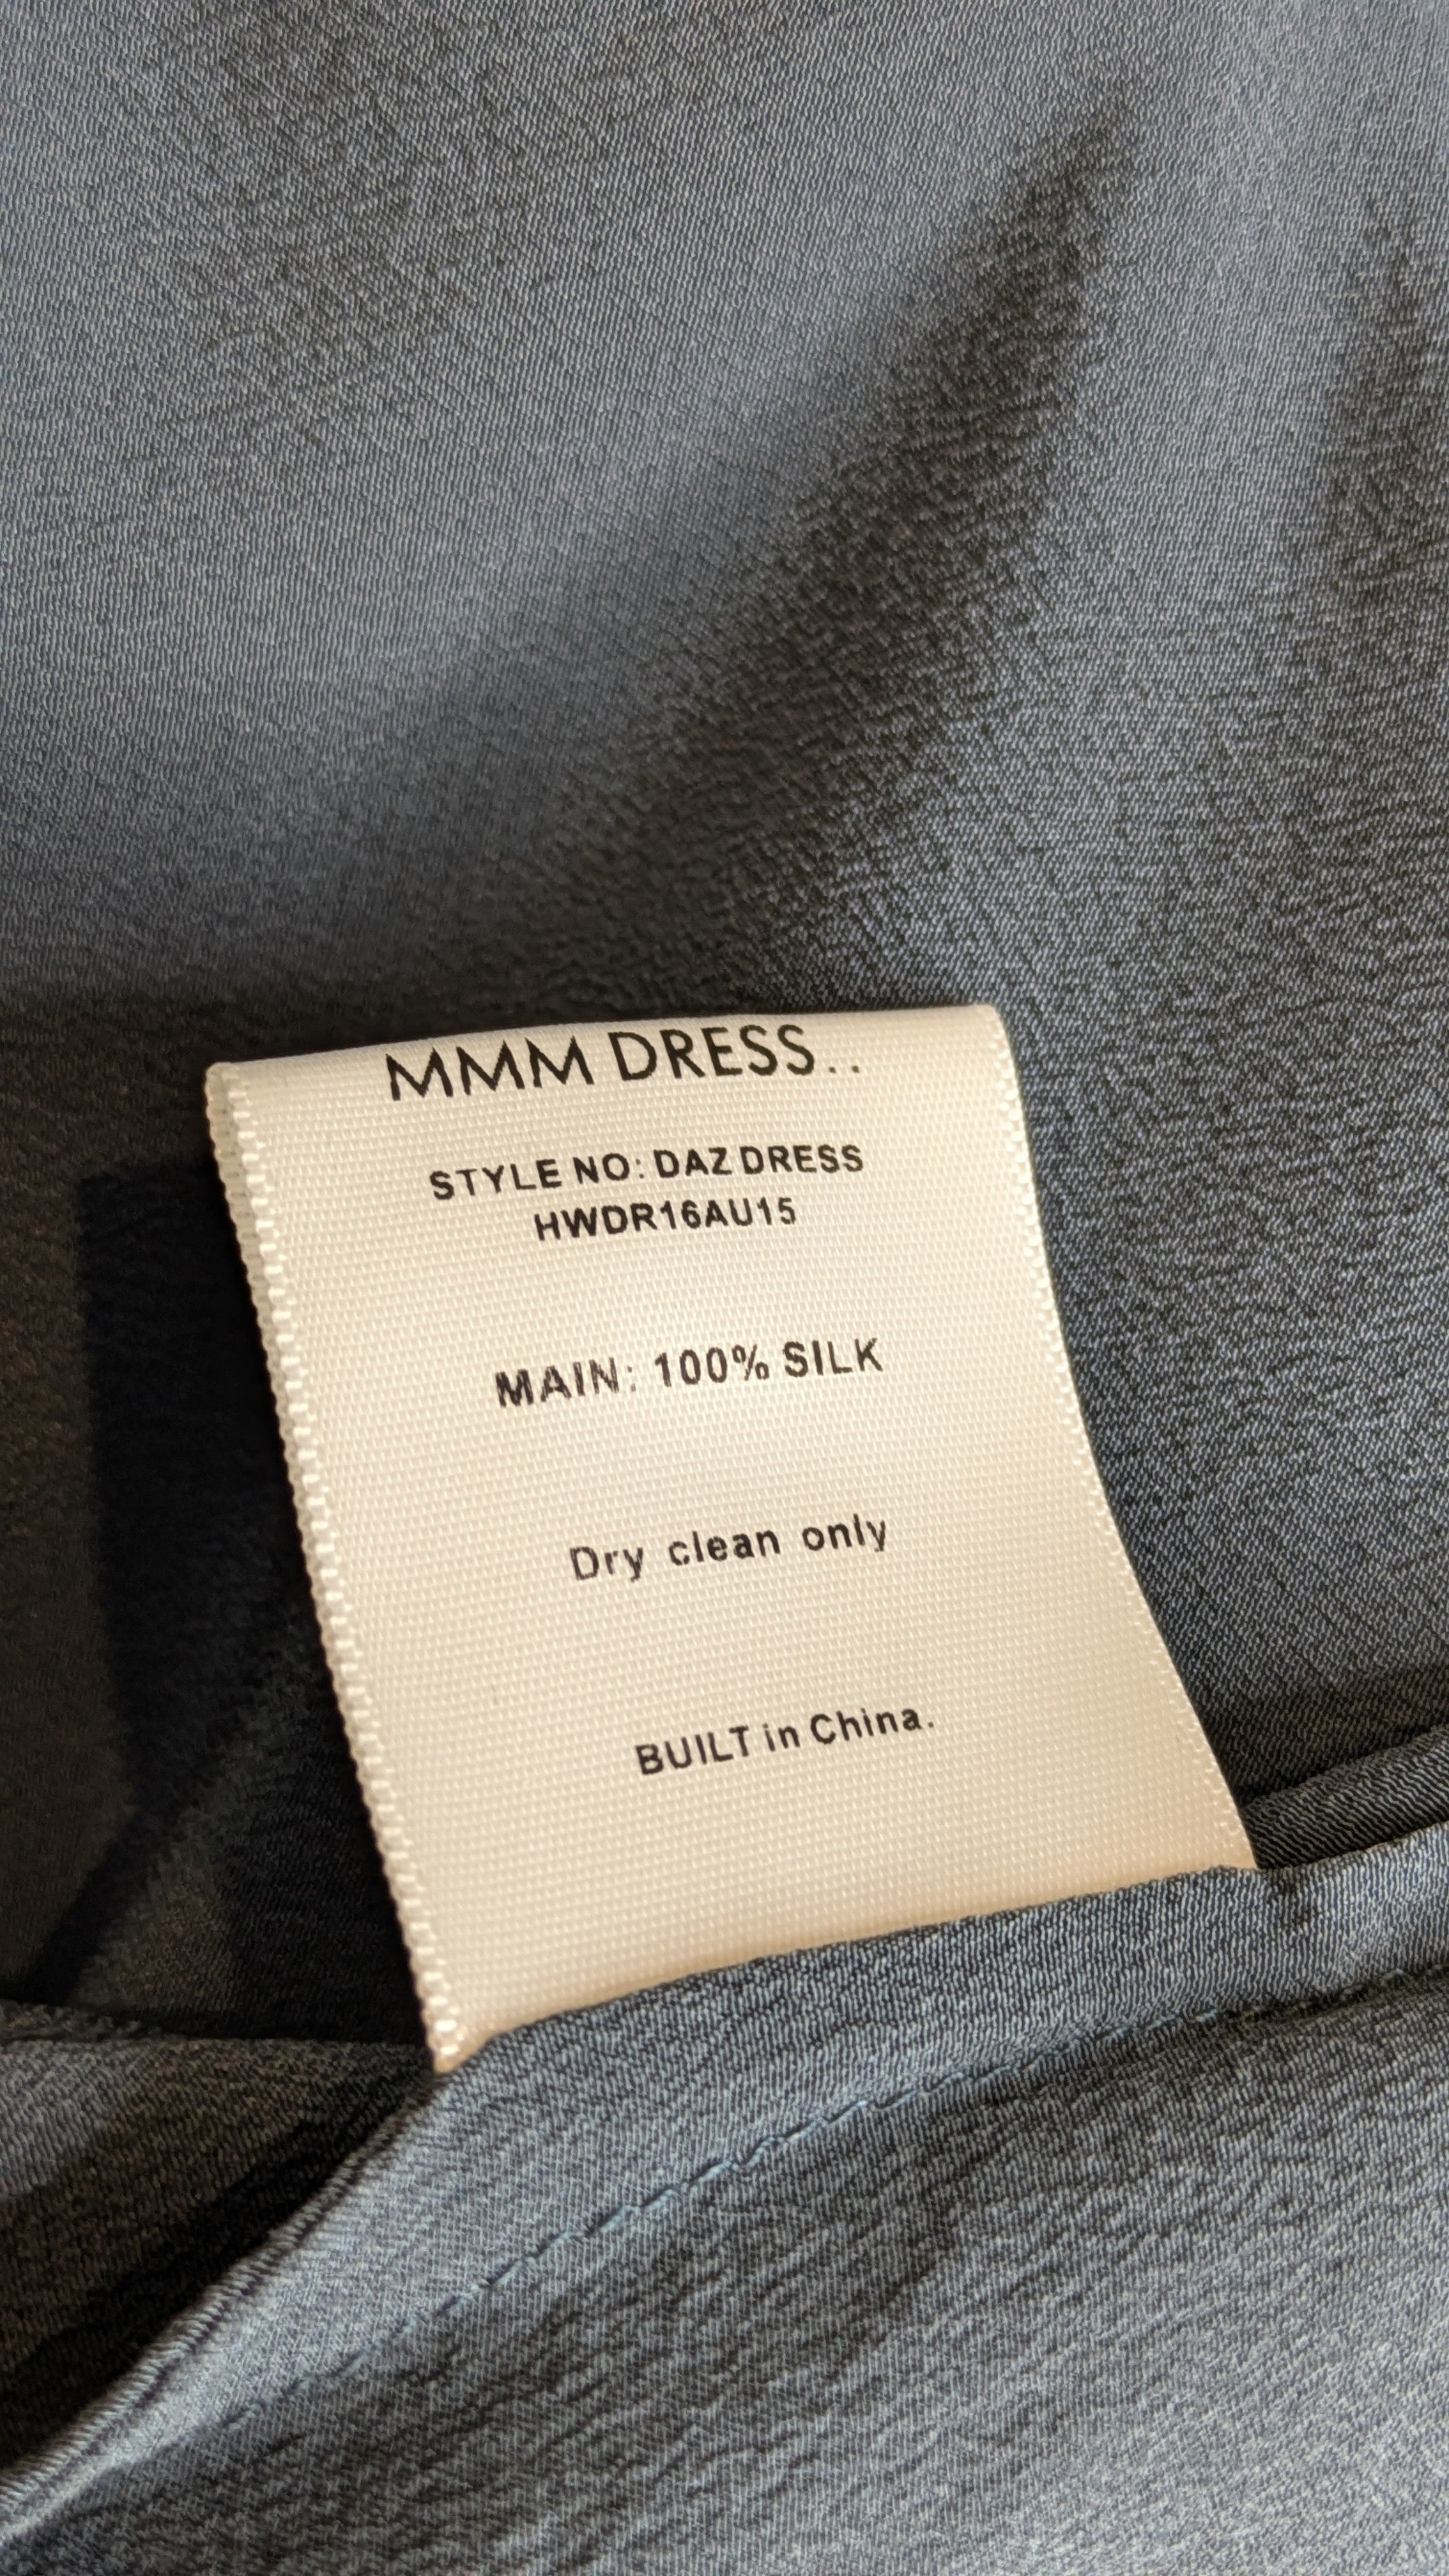 MMM DRESS..
STYLE NO: DAZ DRESS
HWDR16AU15
MAIN: 100% SILK
Dry clean only
BUILT in China.